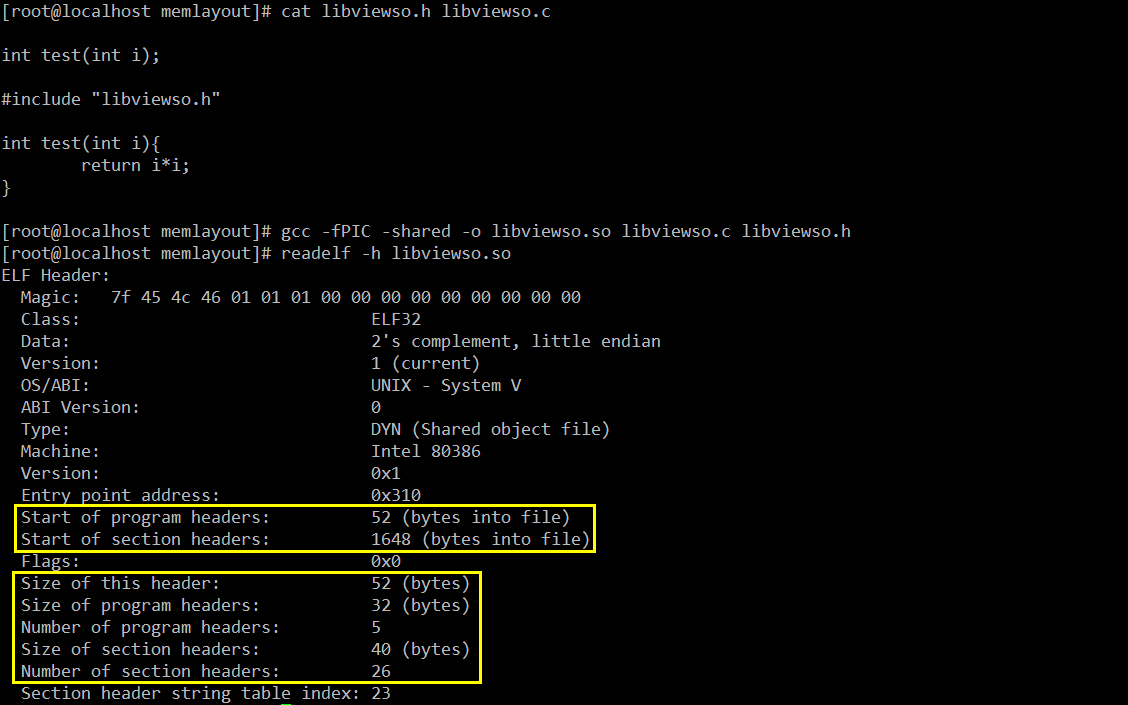 [root@localhost memlayout]# cat libviewso.h libviewso.c
int test(int i);
#include "libviewso.h"
int test(int i){
        return i*i;
}
[root@localhost memlayout]# gcc -fPIC -shared -o libviewso.so libviewso.c libviewso.h
[root@localhost memlayout]# readelf -h libviewso.so
ELF Header:
  Magic:   7f 45 4c 46 01 01 01 00 00 00 00 00 00 00 00 00
  Class:                             ELF32
  Data:                              2's complement, little endian
  Version:                           1 (current)
  OS/ABI:                            UNIX - System V
  ABI Version:                       0
  Type:                              DYN (Shared object file)
  Machine:                           Intel 80386
  Version:                           0x1
  Entry point address:               0x310
  Start of program headers:          52 (bytes into file)
  Start of section headers:          1648 (bytes into file)
  Flags:                             0x0
  Size of this header:               52 (bytes)
  Size of program headers:           32 (bytes)
  Number of program headers:         5
  Size of section headers:           40 (bytes)
  Number of section headers:         26
  Section header string table index: 23